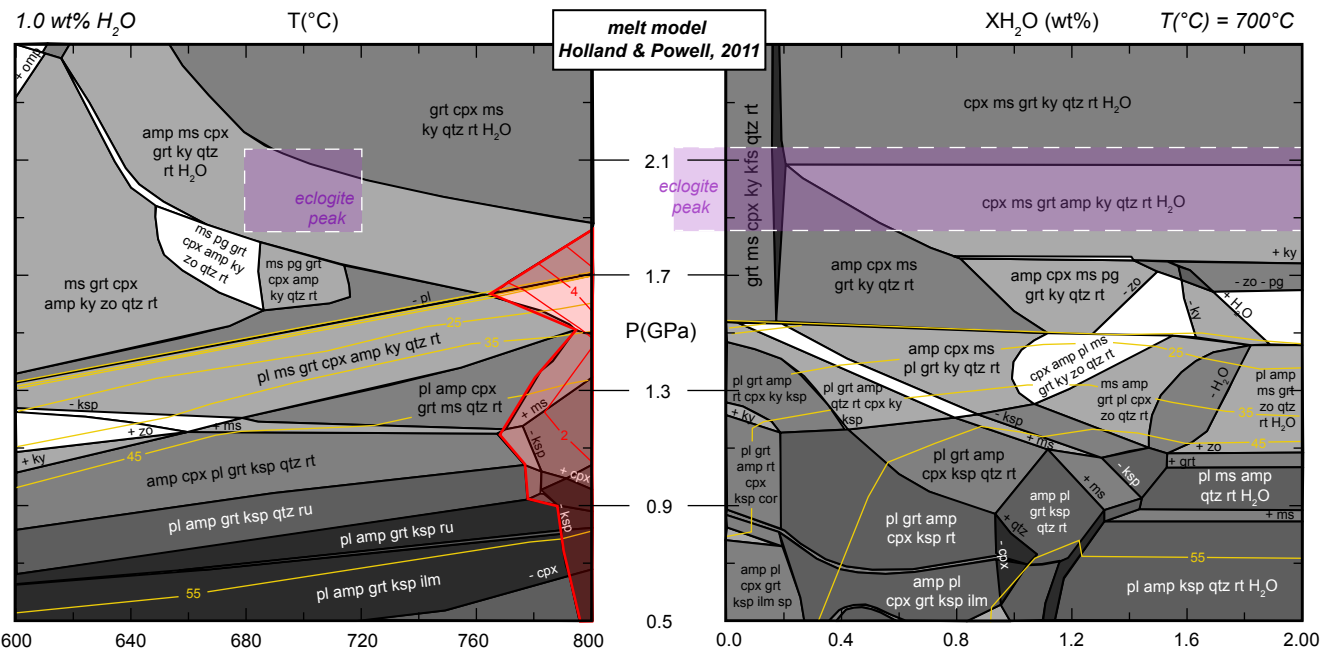 1.0 wt% H₂O
T(°C)
melt model
Holland & Powell, 2011
XH₂O (wt%)
T(°C) = 700°C
+ omp
grt cpx ms
ky qtz rt H₂O
amp ms cpx
grt ky qtz
rt H₂O
eclogite
peak
ms pg grt
cpx amp ky
zo qtz rt
ms pg grt
cpx amp
ky qtz rt
ms grt cpx
amp ky zo qtz rt
- pl
4
25
35
pl ms grt cpx amp ky qtz rt
pl amp cpx
grt ms qtz rt
- ksp
+ zo
+ ms
+ ms
- ksp
2
+ ky
45
amp cpx pl grt ksp qtz rt
+ cpx
pl amp grt ksp qtz ru
- ksp
pl amp grt ksp ru
pl amp grt ksp ilm
- cpx
55
600
640
680
720
760
800
2.1
1.7
P(GPa)
1.3
0.9
0.5
eclogite
peak
grt ms cpx ky kfs qtz rt
cpx ms grt ky qtz rt H₂O
cpx ms grt amp ky qtz rt H₂O
+ ky
amp cpx ms
grt ky qtz rt
amp cpx ms pg
grt ky qtz rt
- zo
- zo - pg
+ H₂O
- ky
amp cpx ms
pl grt ky qtz rt
cpx amp pl ms
grt ky zo qtz rt
25
- H₂O
pl grt amp
rt cpx ky ksp
pl grt amp
qtz rt cpx ky
ksp
ms amp
grt pl cpx
zo qtz rt
pl amp
ms grt
zo qtz
rt H₂O
35
45
+ ky
- ksp
+ ms
+ zo
+ grt
pl grt
amp rt
cpx
ksp cor
pl grt amp
cpx ksp qtz rt
- ksp
+ ms
pl ms amp
qtz rt H₂O
+ ms
amp pl
grt ksp
qtz rt
+ qtz
pl grt amp
cpx ksp rt
- cpx
55
amp pl
cpx grt
ksp ilm sp
amp pl
cpx grt ksp ilm
pl amp ksp qtz rt H₂O
0.0
0.4
0.8
1.2
1.6
2.00